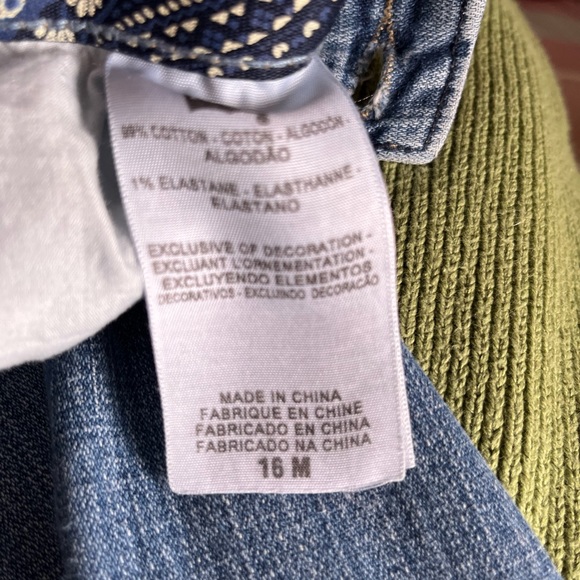 99% COTTON - COTON - ALGODÓN -
ALGODÃO
1% ELASTANE - ELASTHANNE -
ELASTANO
EXCLUSIVE OF DECORATION -
EXCLUANT L'ORNEMENTATION -
EXCLUYENDO ELEMENTOS
DECORATIVOS - EXCLUINDO DECORAÇÃO
MADE IN CHINA
FABRIQUE EN CHINE
FABRICADO EN CHINA
FABRICADO NA CHINA
16 M